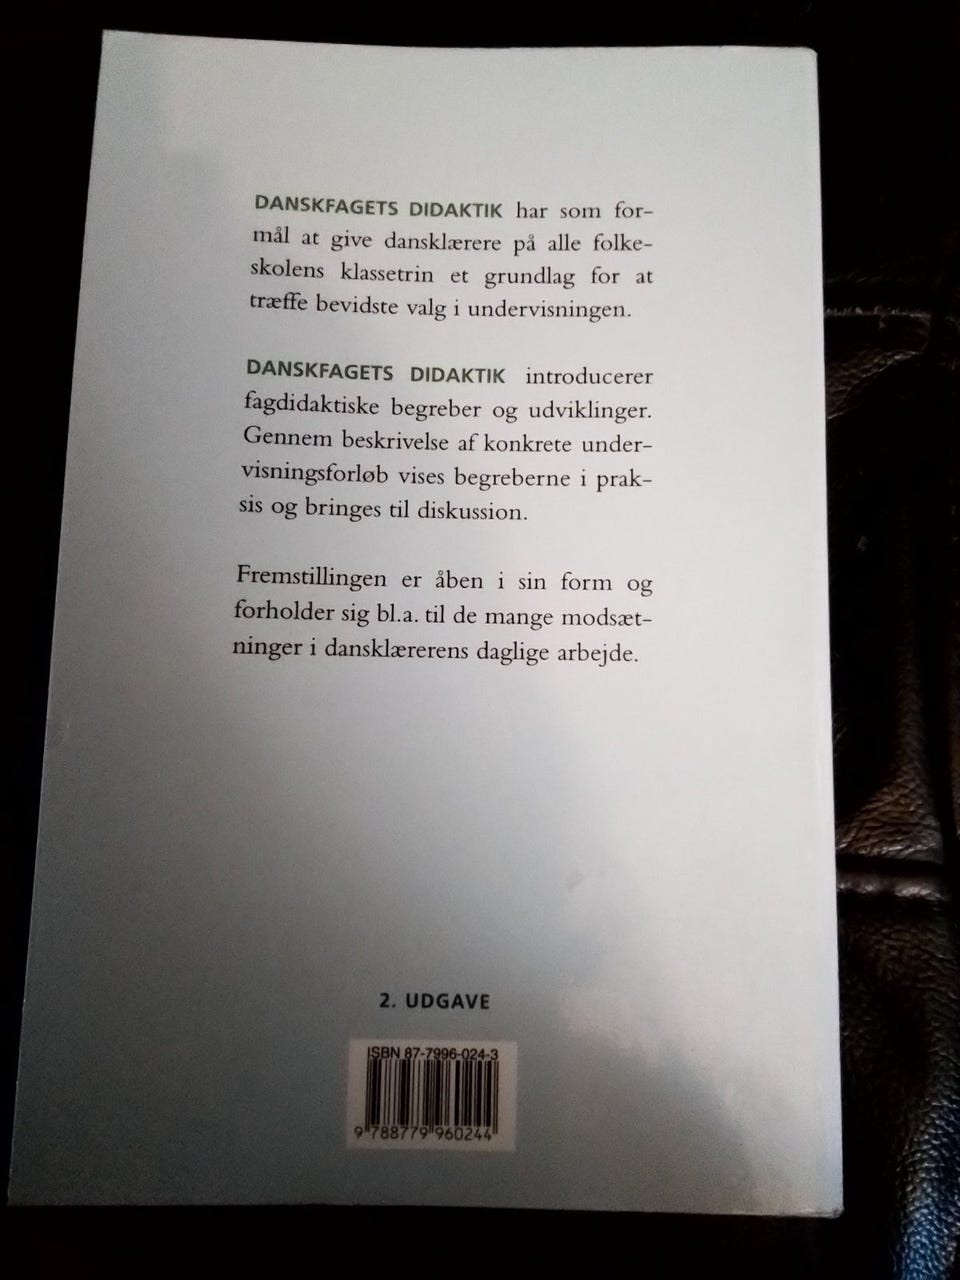 DANSKFAGETS DIDAKTIK har som for-
mål at give dansklærere på alle folke-
skolens klassetrin et grundlag for at
træffe bevidste valg i undervisningen.
DANSKFAGETS DIDAKTIK introducerer
fagdidaktiske begreber og udviklinger.
Gennem beskrivelse af konkrete under-
visningsforløb vises begreberne i prak-
sis og bringes til diskussion.
Fremstillingen er åben i sin form og
forholder sig bl.a. til de mange modsæt-
ninger i dansklærerens daglige arbejde.
2. UDGAVE
ISBN 87-7996-024-3
9 788779 960244